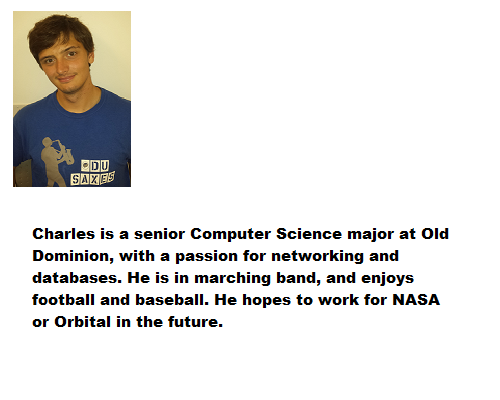 ODU
SAXES
Charles is a senior Computer Science major at Old
Dominion, with a passion for networking and
databases. He is in marching band, and enjoys
football and baseball. He hopes to work for NASA
or Orbital in the future.